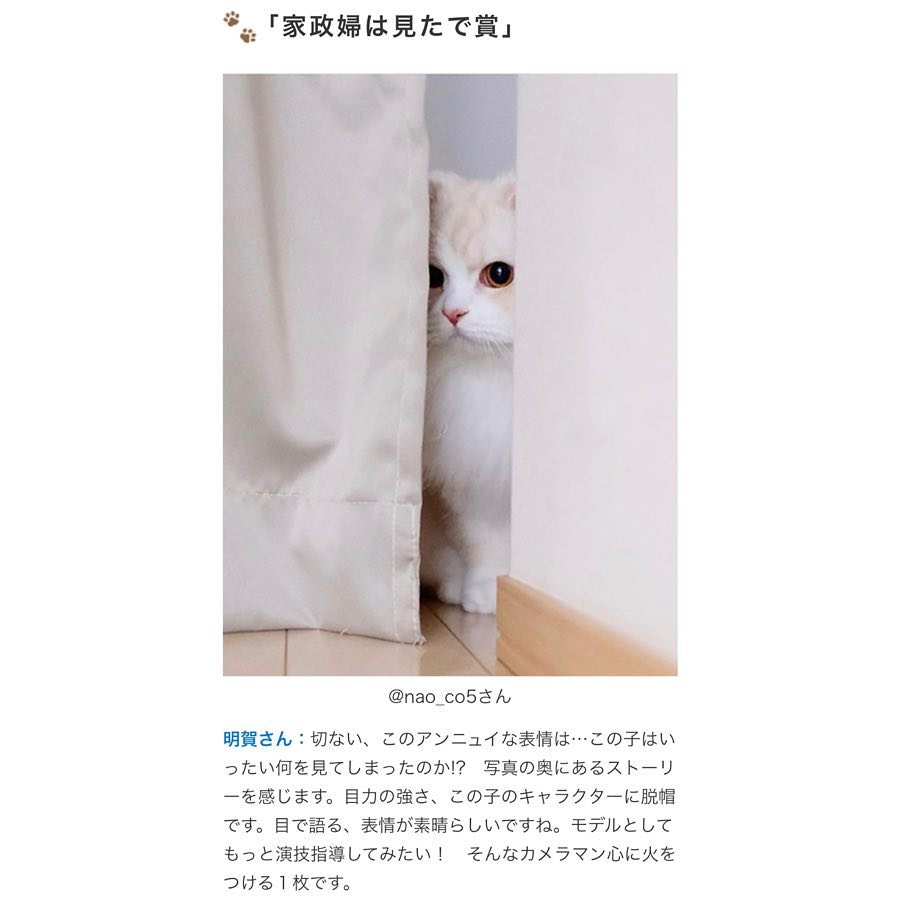 「家政婦は見たで賞」
@nao_co5さん
明賀さん：切ない、このアンニュイな表情は…この子はい
ったい何を見てしまったのか!?　写真の奥にあるストーリ
ーを感じます。目力の強さ、この子のキャラクターに脱帽
です。目で語る、表情が素晴らしいですね。モデルとして
もっと演技指導してみたい！　そんなカメラマン心に火を
つける１枚です。